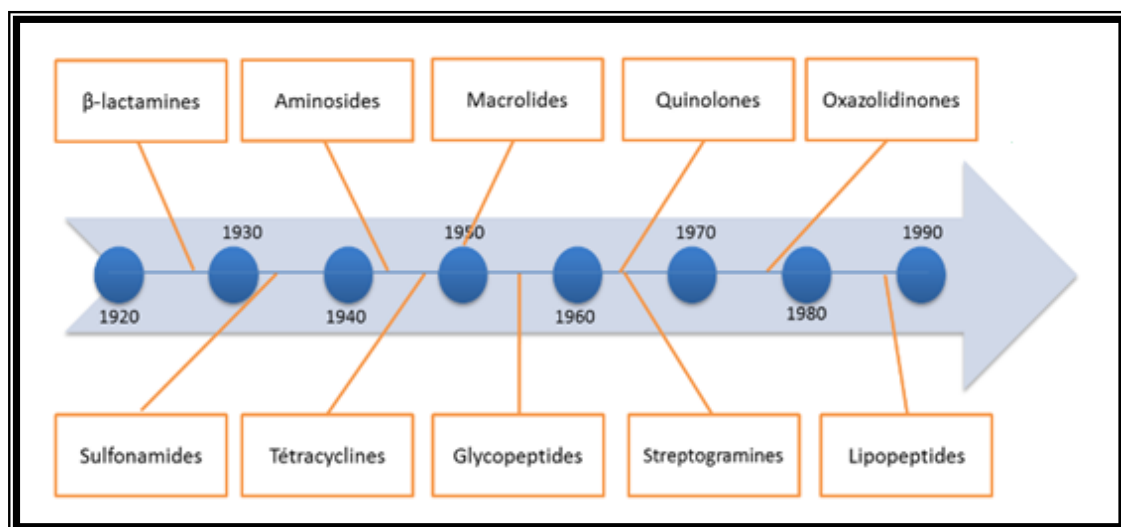 β-lactamines
Aminosides
Macrolides
Quinolones
Oxazolidinones
1930
1950
1970
1990
1920
1940
1960
1980
Sulfonamides
Tétracyclines
Glycopeptides
Streptogramines
Lipopeptides